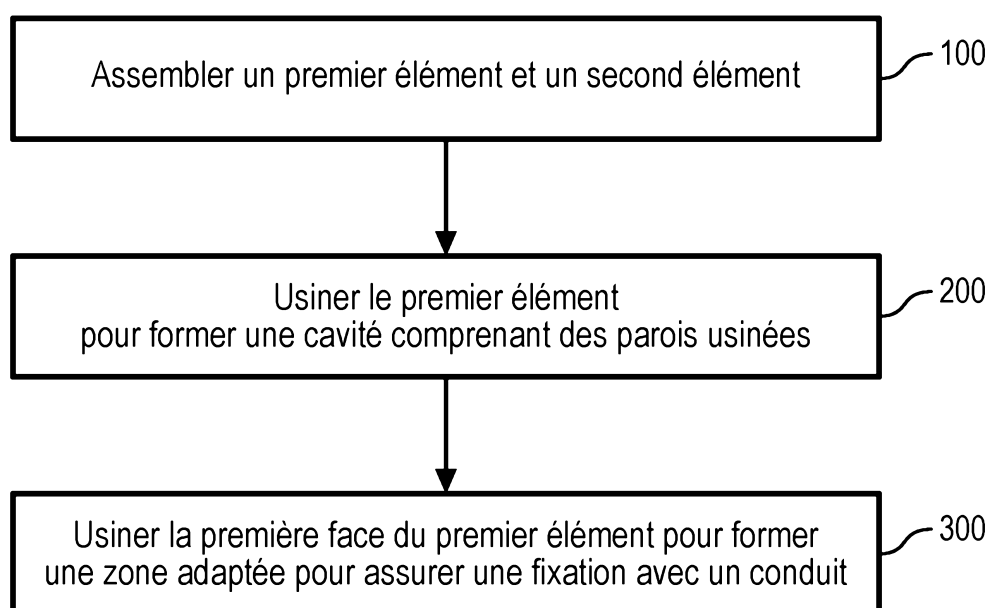 Assembler un premier élément et un second élément
100
Usiner le premier élément
pour former une cavité comprenant des parois usinées
200
Usiner la première face du premier élément pour former
une zone adaptée pour assurer une fixation avec un conduit
300